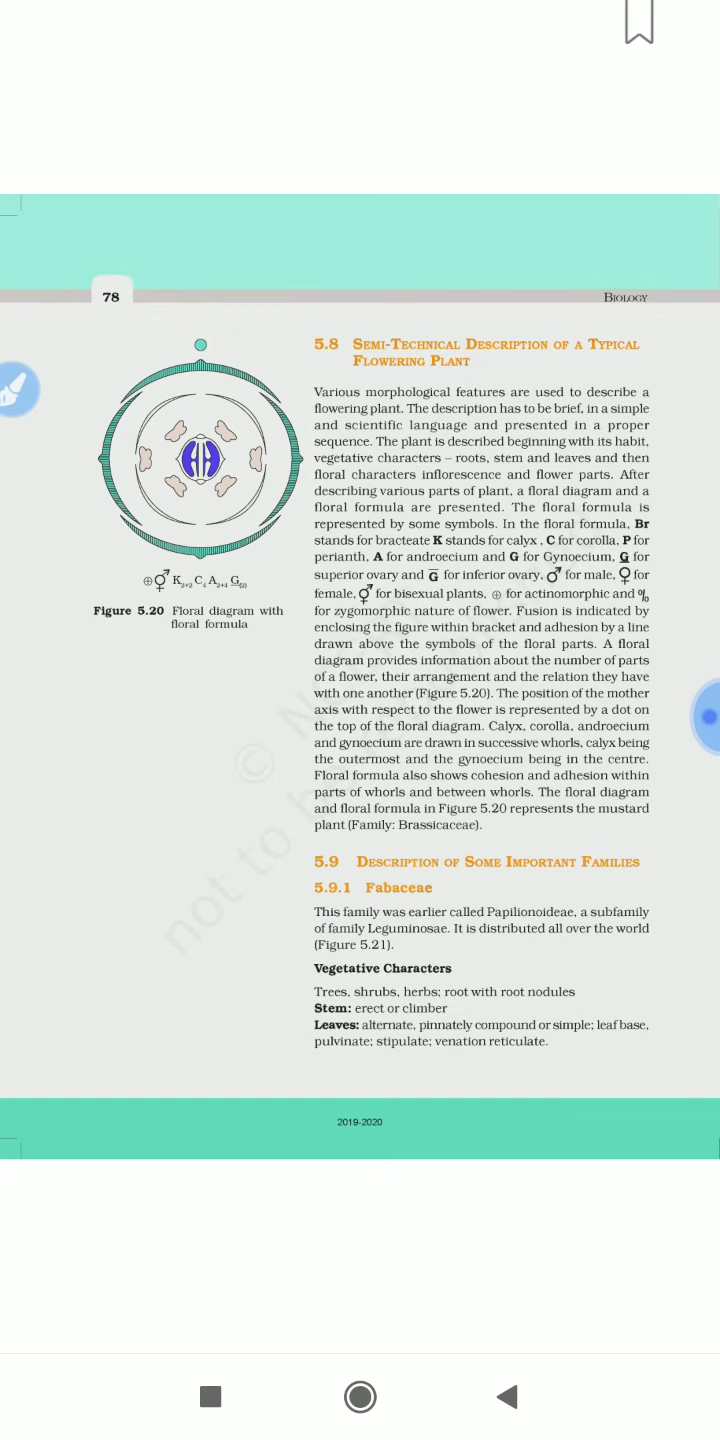 78
BIOLOGY
⊕ ⚥ K2+2 C4 A2+4 G(2)
Figure 5.20 Floral diagram with
floral formula
5.8 SEMI-TECHNICAL DESCRIPTION OF A TYPICAL
FLOWERING PLANT
Various morphological features are used to describe a
flowering plant. The description has to be brief, in a simple
and scientific language and presented in a proper
sequence. The plant is described beginning with its habit,
vegetative characters – roots, stem and leaves and then
floral characters inflorescence and flower parts. After
describing various parts of plant, a floral diagram and a
floral formula are presented. The floral formula is
represented by some symbols. In the floral formula, Br
stands for bracteate K stands for calyx , C for corolla, P for
perianth, A for androecium and G for Gynoecium, G̲ for
superior ovary and G̅ for inferior ovary, ♂ for male, ♀ for
female, ⚥ for bisexual plants, ⊕ for actinomorphic and %
for zygomorphic nature of flower. Fusion is indicated by
enclosing the figure within bracket and adhesion by a line
drawn above the symbols of the floral parts. A floral
diagram provides information about the number of parts
of a flower, their arrangement and the relation they have
with one another (Figure 5.20). The position of the mother
axis with respect to the flower is represented by a dot on
the top of the floral diagram. Calyx, corolla, androecium
and gynoecium are drawn in successive whorls, calyx being
the outermost and the gynoecium being in the centre.
Floral formula also shows cohesion and adhesion within
parts of whorls and between whorls. The floral diagram
and floral formula in Figure 5.20 represents the mustard
plant (Family: Brassicaceae).
5.9 DESCRIPTION OF SOME IMPORTANT FAMILIES
5.9.1 Fabaceae
This family was earlier called Papilionoideae, a subfamily
of family Leguminosae. It is distributed all over the world
(Figure 5.21).
Vegetative Characters
Trees, shrubs, herbs; root with root nodules
Stem: erect or climber
Leaves: alternate, pinnately compound or simple; leaf base,
pulvinate; stipulate; venation reticulate.
© N
not to b
2019-2020